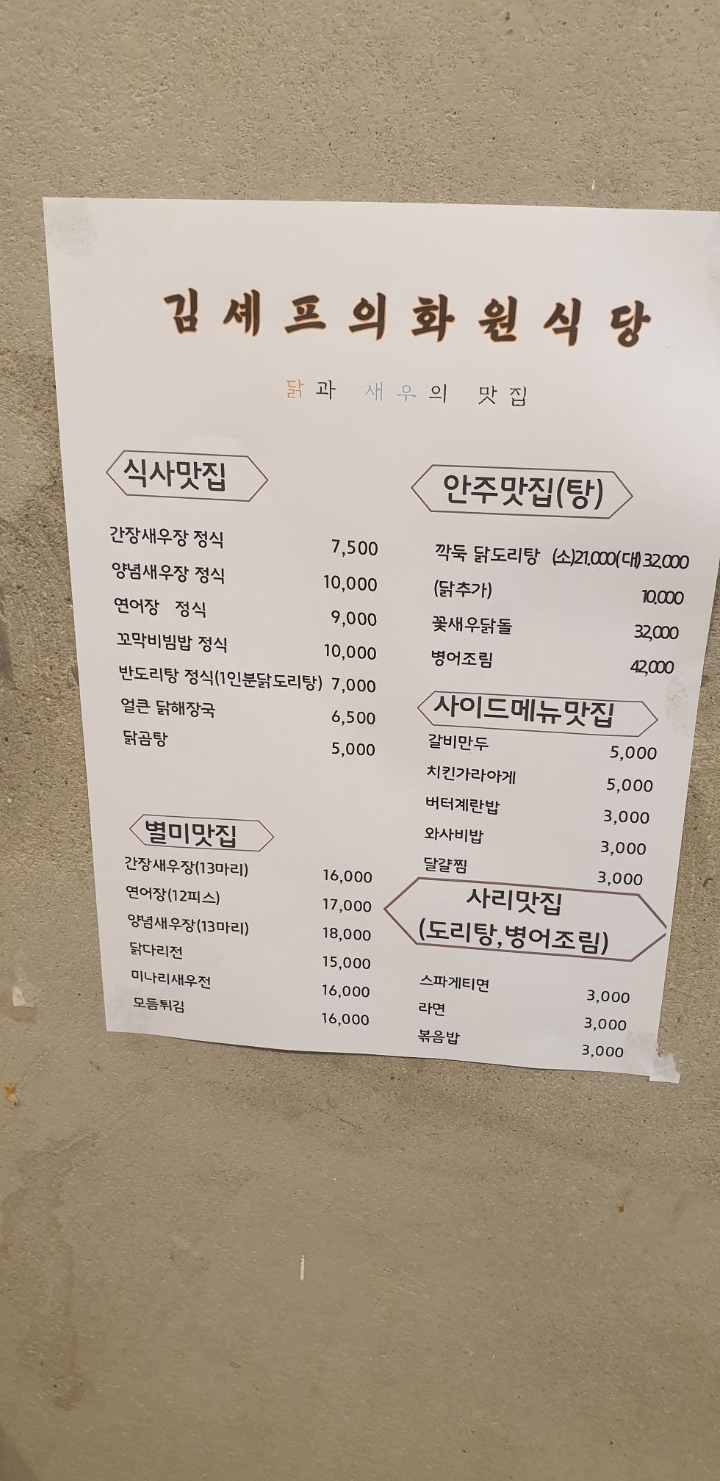 김셰프의화원식당
닭과 새우의 맛집
식사맛집
간장새우장 정식 7,500
양념새우장 정식 10,000
연어장 정식 9,000
꼬막비빔밥 정식 10,000
반도리탕 정식(1인분닭도리탕) 7,000
얼큰 닭해장국 6,500
닭곰탕 5,000
별미맛집
간장새우장(13마리) 16,000
연어장(12피스) 17,000
양념새우장(13마리) 18,000
닭다리전 15,000
미나리새우전 16,000
모듬튀김 16,000
안주맛집(탕)
깍둑 닭도리탕 (소)21,000(대)32,000
(닭추가) 10,000
꽃새우닭돌 32,000
병어조림 42,000
사이드메뉴맛집
갈비만두 5,000
치킨가라아게 5,000
버터계란밥 3,000
와사비밥 3,000
달걀찜 3,000
사리맛집
(도리탕,병어조림)
스파게티면 3,000
라면 3,000
볶음밥 3,000